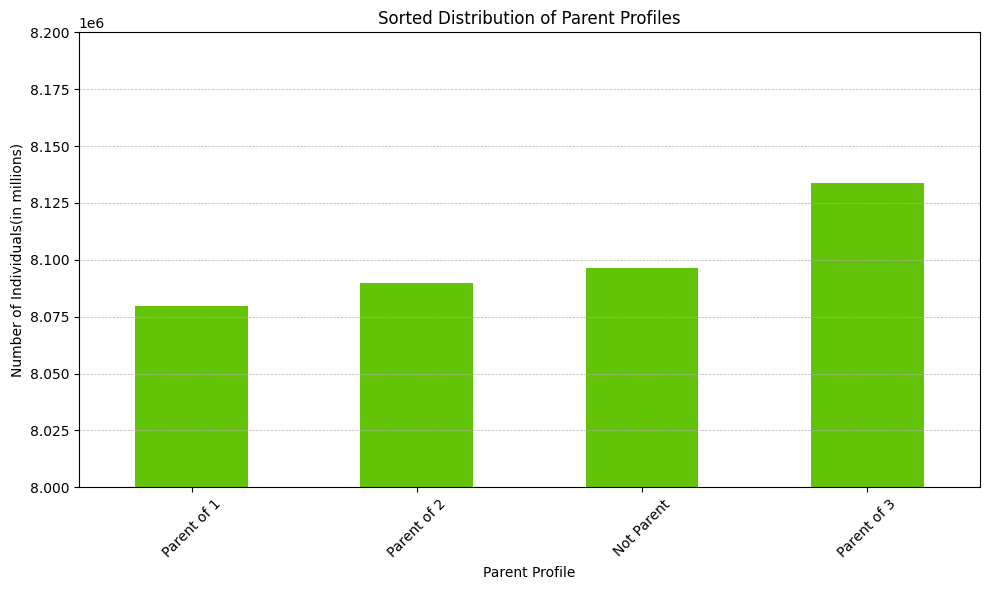 Sorted Distribution of Parent Profiles
1e6
8.200
8.175
8.150
8.125
8.100
8.075
8.050
8.025
8.000
Number of Individuals(in millions)
Parent of 1
Parent of 2
Not Parent
Parent of 3
Parent Profile